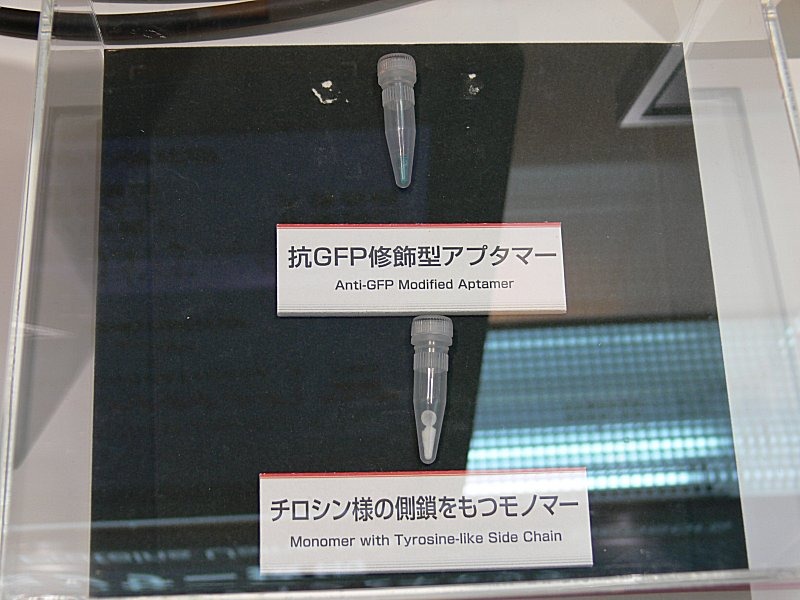 抗GFP修飾型アプタマー
Anti-GFP Modified Aptamer
チロシン様の側鎖をもつモノマー
Monomer with Tyrosine-like Side Chain